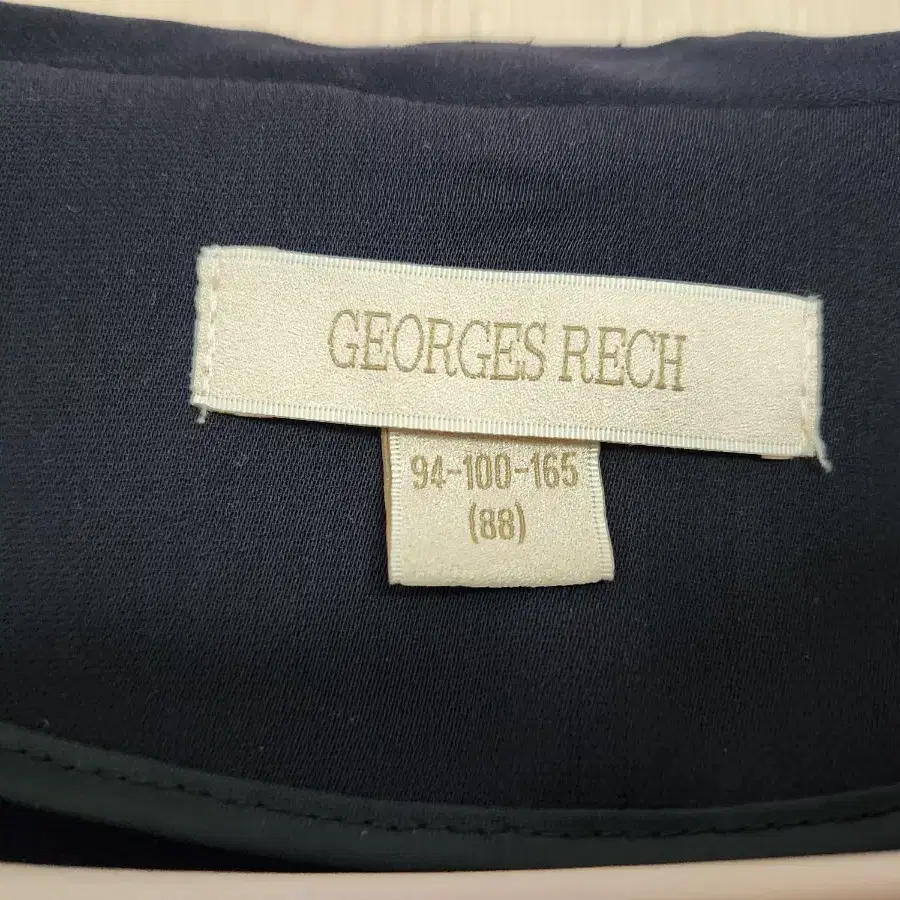 GEORGES RECH
94-100-165
(88)